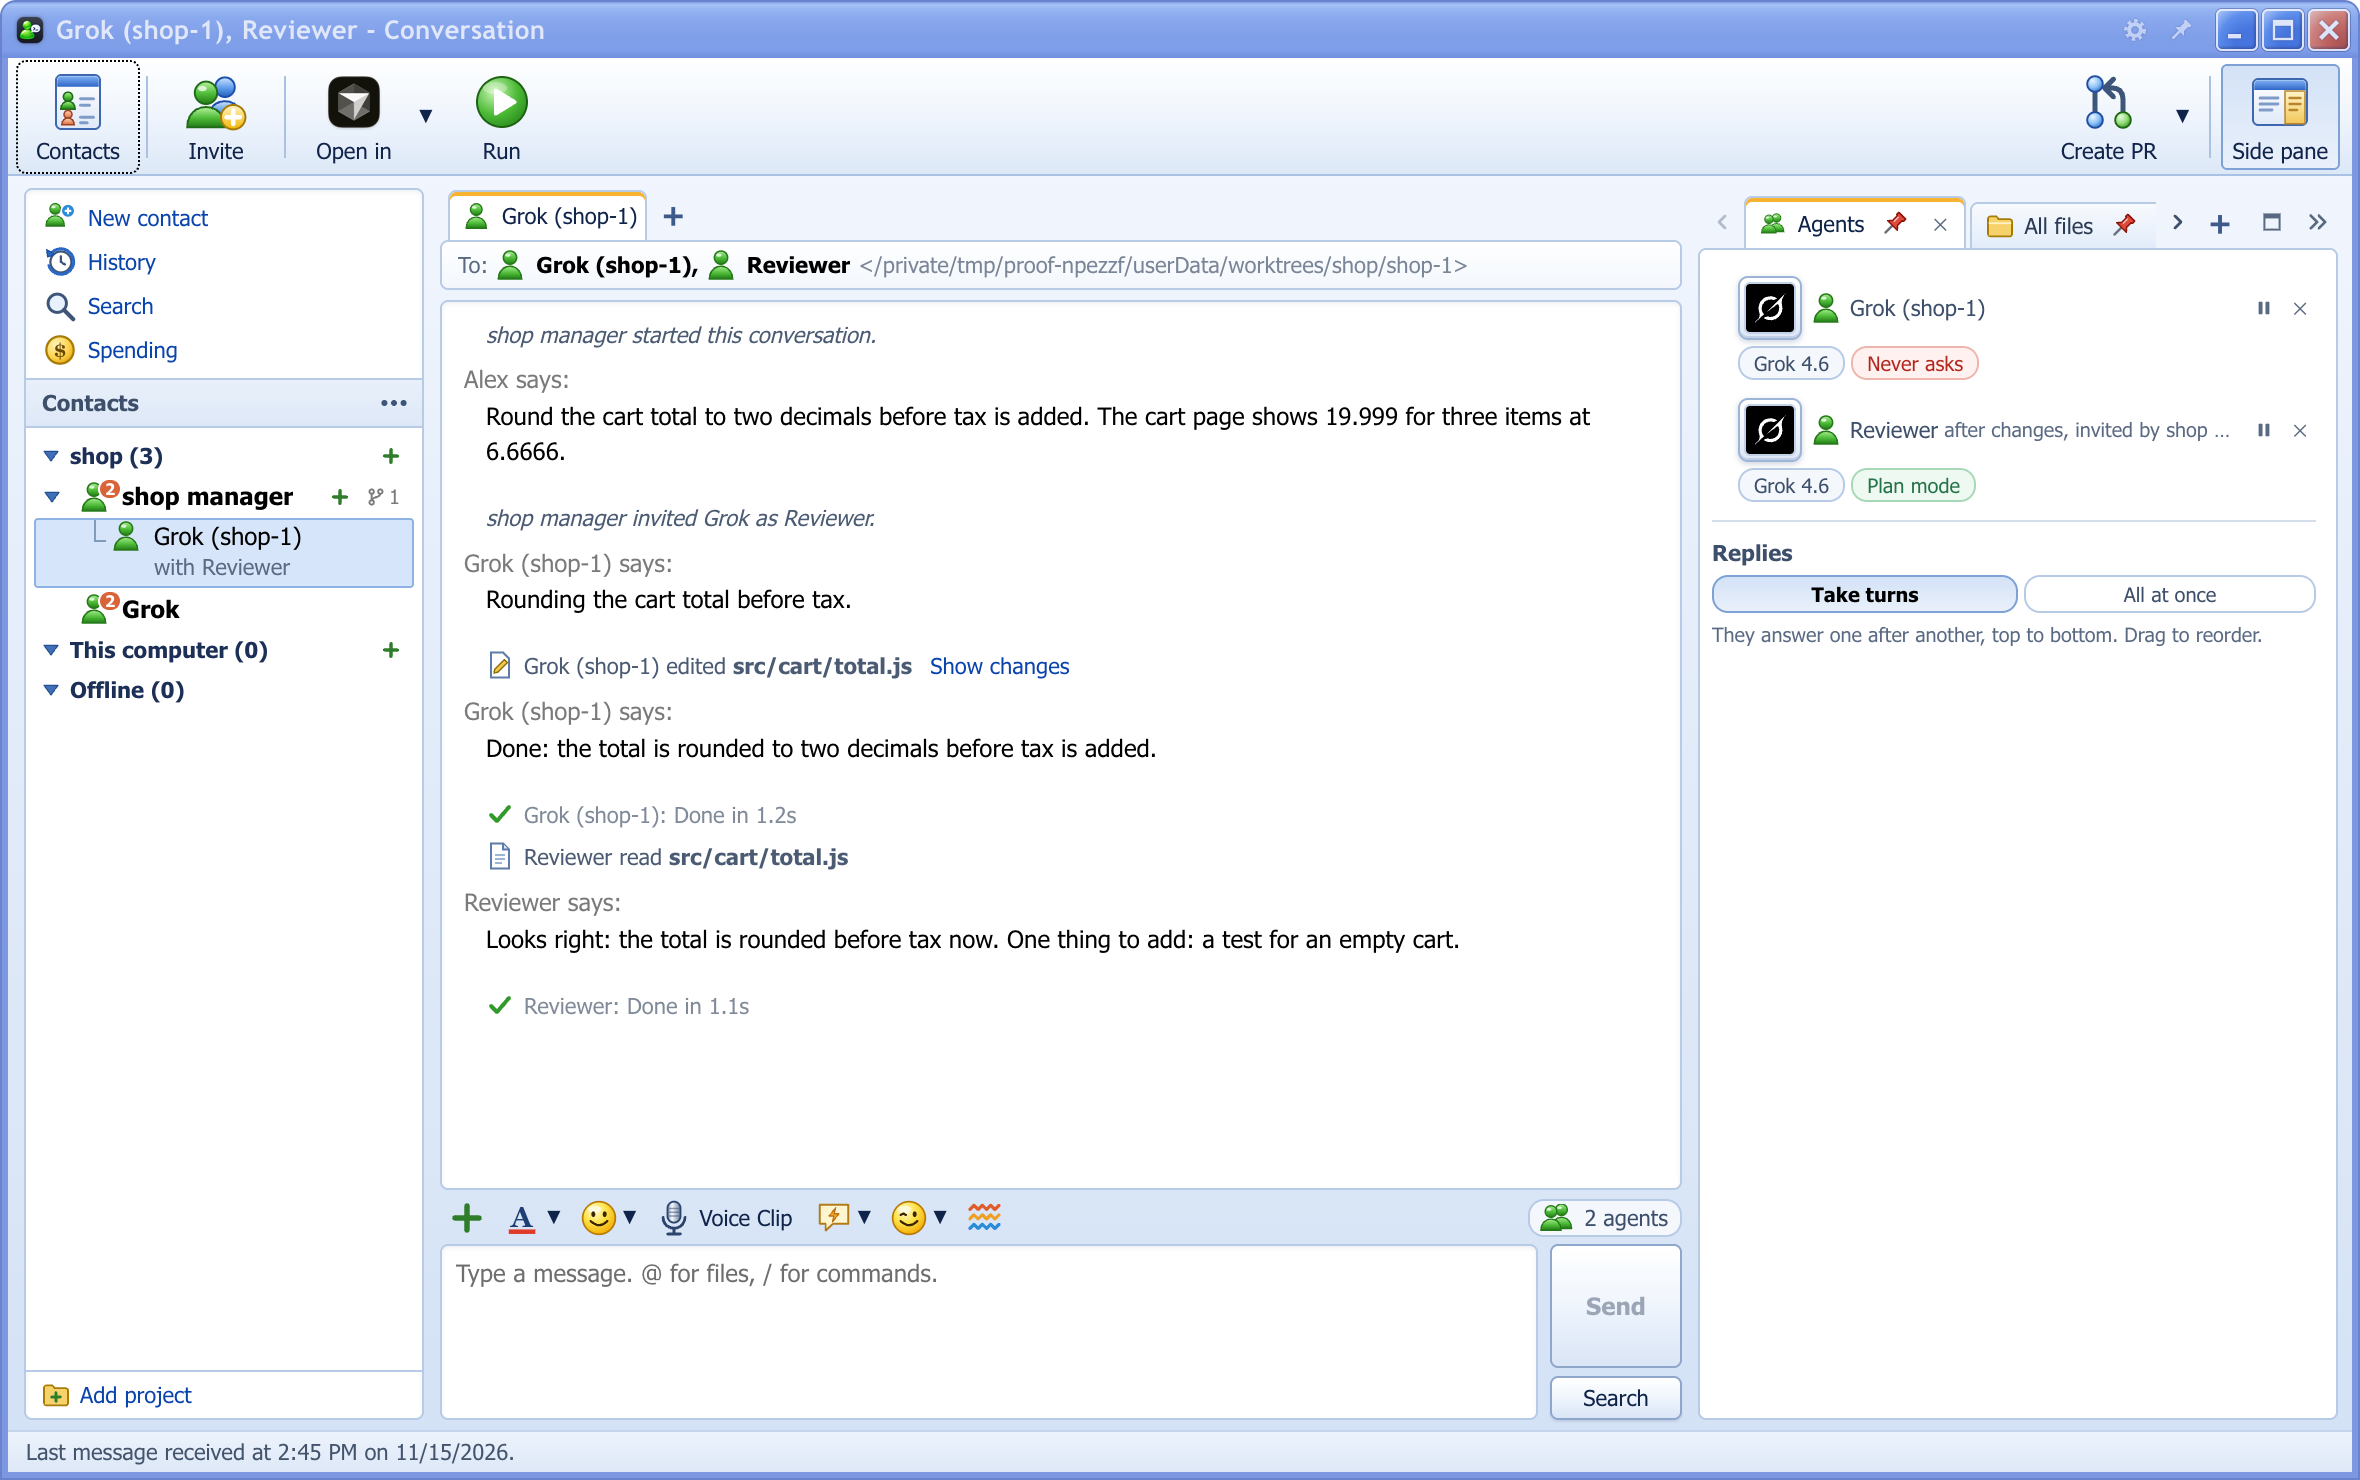 Grok (shop-1), Reviewer - Conversation
Contacts
Invite
Open in
Run
Create PR
Side pane
New contact
History
Search
Spending
Contacts
shop (3)
2 shop manager 1
Grok (shop-1)
with Reviewer
2 Grok
This computer (0)
Offline (0)
Add project
Grok (shop-1)
To: Grok (shop-1), Reviewer </private/tmp/proof-npezzf/userData/worktrees/shop/shop-1>
shop manager started this conversation.
Alex says:
Round the cart total to two decimals before tax is added. The cart page shows 19.999 for three items at
6.6666.
shop manager invited Grok as Reviewer.
Grok (shop-1) says:
Rounding the cart total before tax.
Grok (shop-1) edited src/cart/total.js Show changes
Grok (shop-1) says:
Done: the total is rounded to two decimals before tax is added.
Grok (shop-1): Done in 1.2s
Reviewer read src/cart/total.js
Reviewer says:
Looks right: the total is rounded before tax now. One thing to add: a test for an empty cart.
Reviewer: Done in 1.1s
A
Voice Clip
2 agents
Type a message. @ for files, / for commands.
Send
Search
Agents
All files
Grok (shop-1)
Grok 4.6 Never asks
Reviewer after changes, invited by shop ...
Grok 4.6 Plan mode
Replies
Take turns
All at once
They answer one after another, top to bottom. Drag to reorder.
Last message received at 2:45 PM on 11/15/2026.